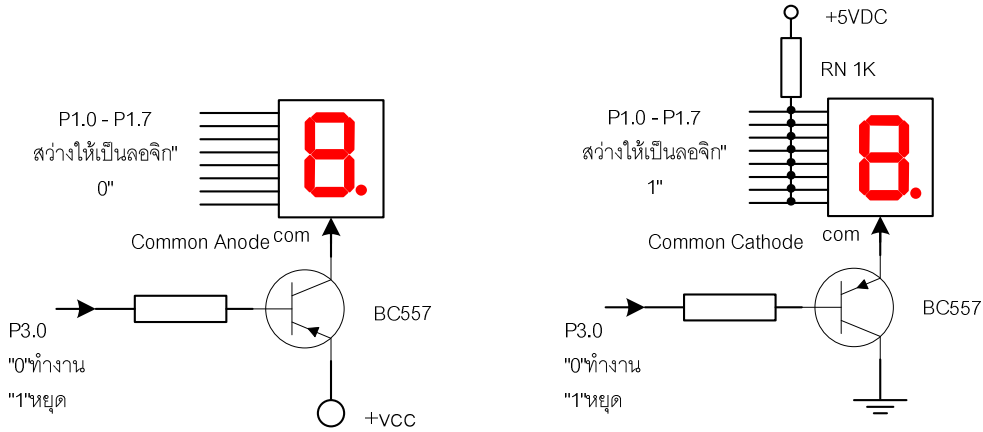 P1.0 - P1.7
สว่างให้เป็นลอจิก"
0"
Common Anode
com
BC557
P3.0
"0"ทำงาน
"1"หยุด
+vcc
+5VDC
RN 1K
P1.0 - P1.7
สว่างให้เป็นลอจิก"
1"
Common Cathode
com
BC557
P3.0
"0"ทำงาน
"1"หยุด